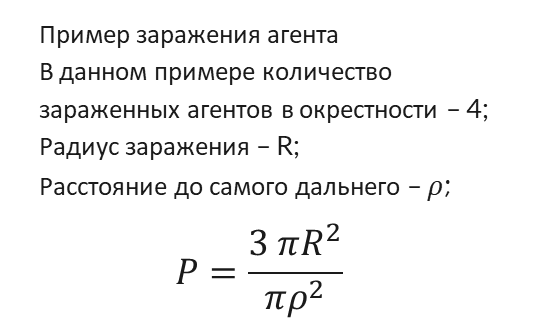 Пример заражения агента
В данном примере количество
зараженных агентов в окрестности – 4;
Радиус заражения – R;
Расстояние до самого дальнего – ρ;
P = 3 πR² / πρ²